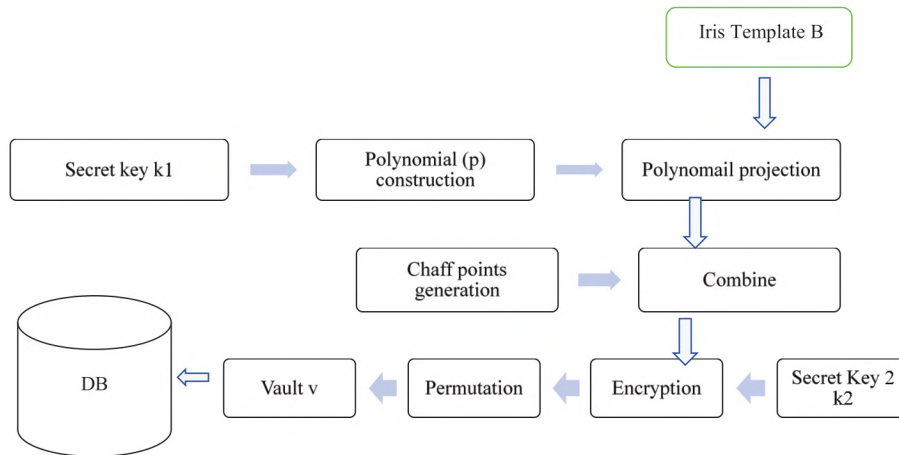 Iris Template B
Secret key k1
Polynomial (p)
construction
Polynomail projection
Chaff points
generation
Combine
DB
Vault v
Permutation
Encryption
Secret Key 2
k2